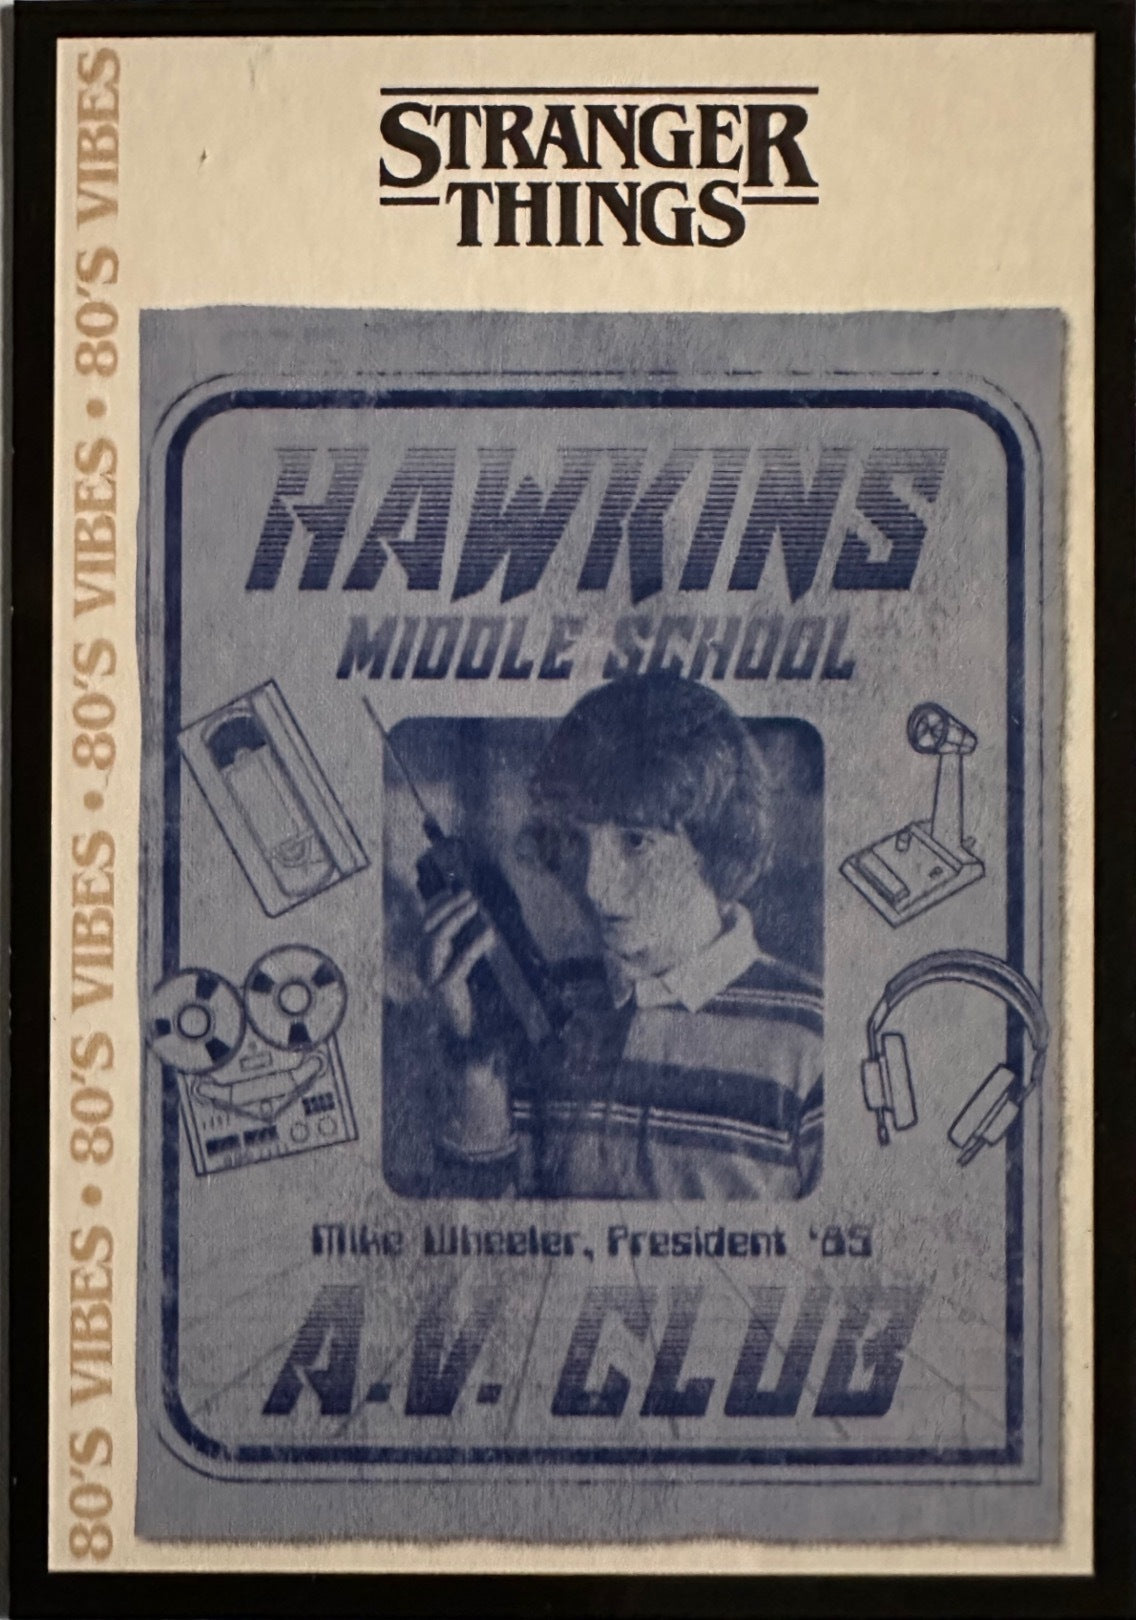 STRANGER
THINGS
80'S VIBES • 80'S VIBES • 80'S VIBES • 80'S VIBES
HAWKINS
MIDDLE SCHOOL
Mike Wheeler, President '85
A.V. CLUB